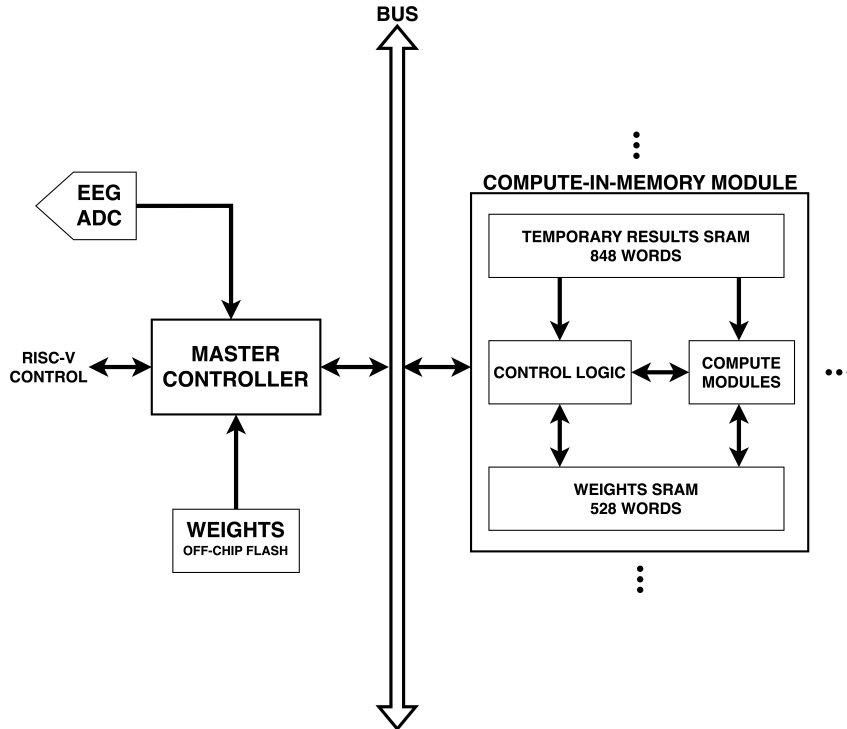 BUS
EEG
ADC
COMPUTE-IN-MEMORY MODULE
TEMPORARY RESULTS SRAM
848 WORDS
RISC-V
CONTROL
MASTER
CONTROLLER
CONTROL LOGIC
COMPUTE
MODULES
WEIGHTS SRAM
528 WORDS
WEIGHTS
OFF-CHIP FLASH